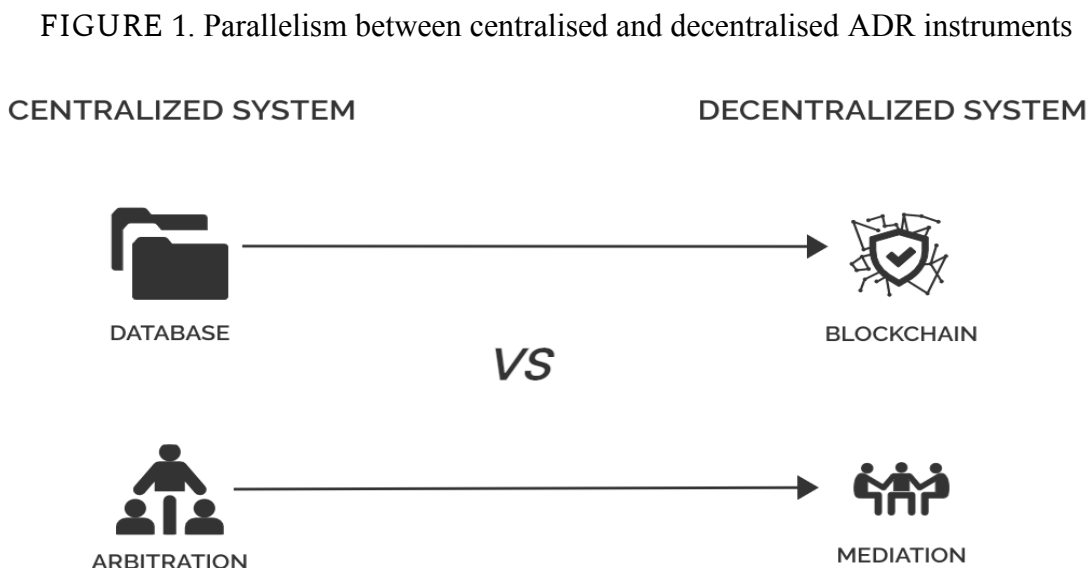 FIGURE 1. Parallelism between centralised and decentralised ADR instruments
CENTRALIZED SYSTEM
DECENTRALIZED SYSTEM
DATABASE
BLOCKCHAIN
VS
ARBITRATION
MEDIATION